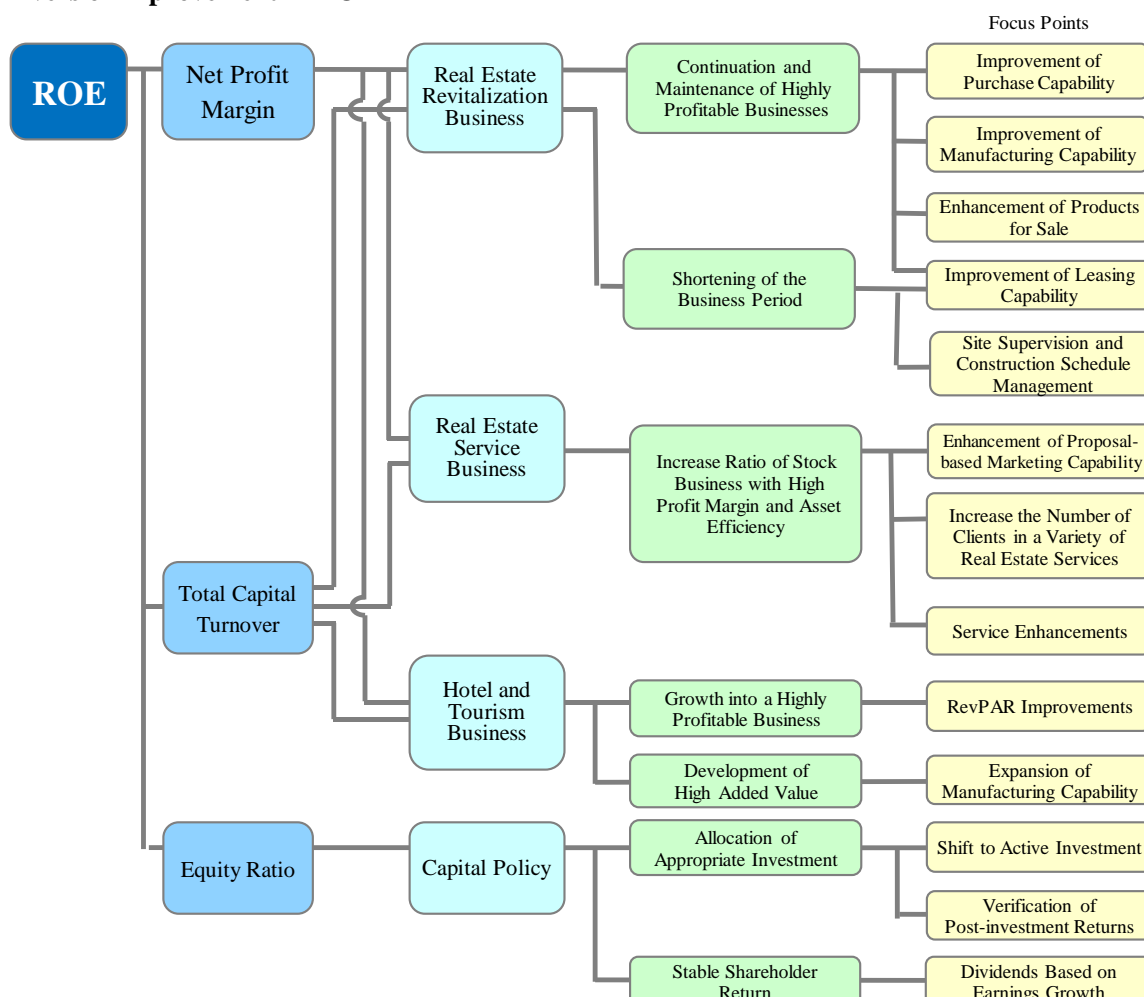 Focus Points
ROE
Net Profit
Margin
Real Estate
Revitalization
Business
Continuation and
Maintenance of Highly
Profitable Businesses
Improvement of
Purchase Capability
Improvement of
Manufacturing Capability
Enhancement of Products
for Sale
Shortening of the
Business Period
Improvement of Leasing
Capability
Site Supervision and
Construction Schedule
Management
Real Estate
Service
Business
Increase Ratio of Stock
Business with High
Profit Margin and Asset
Efficiency
Enhancement of Proposal-
based Marketing Capability
Increase the Number of
Clients in a Variety of
Real Estate Services
Service Enhancements
Total Capital
Turnover
Hotel and
Tourism
Business
Growth into a Highly
Profitable Business
RevPAR Improvements
Development of
High Added Value
Expansion of
Manufacturing Capability
Equity Ratio
Capital Policy
Allocation of
Appropriate Investment
Shift to Active Investment
Verification of
Post-investment Returns
Stable Shareholder
Return
Dividends Based on
Earnings Growth